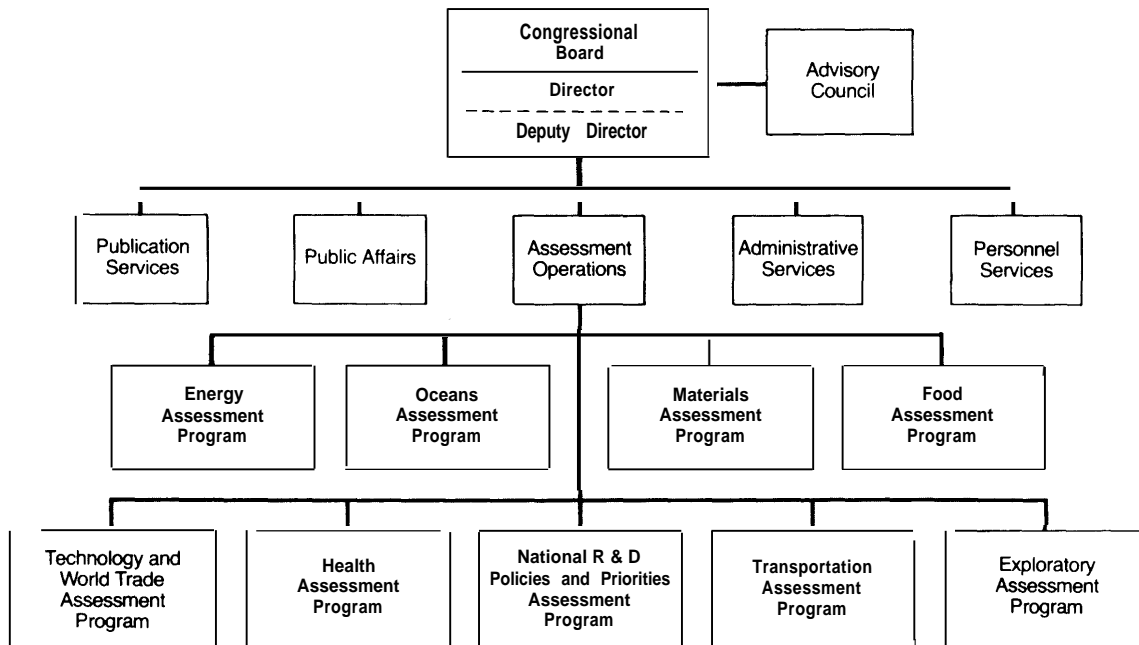 Congressional
Board
Director
Deputy Director
Advisory
Council
Publication
Services
Public Affairs
Assessment
Operations
Administrative
Services
Personnel
Services
Energy
Assessment
Program
Oceans
Assessment
Program
Materials
Assessment
Program
Food
Assessment
Program
Technology and
World Trade
Assessment
Program
Health
Assessment
Program
National R & D
Policies and Priorities
Assessment
Program
Transportation
Assessment
Program
Exploratory
Assessment
Program